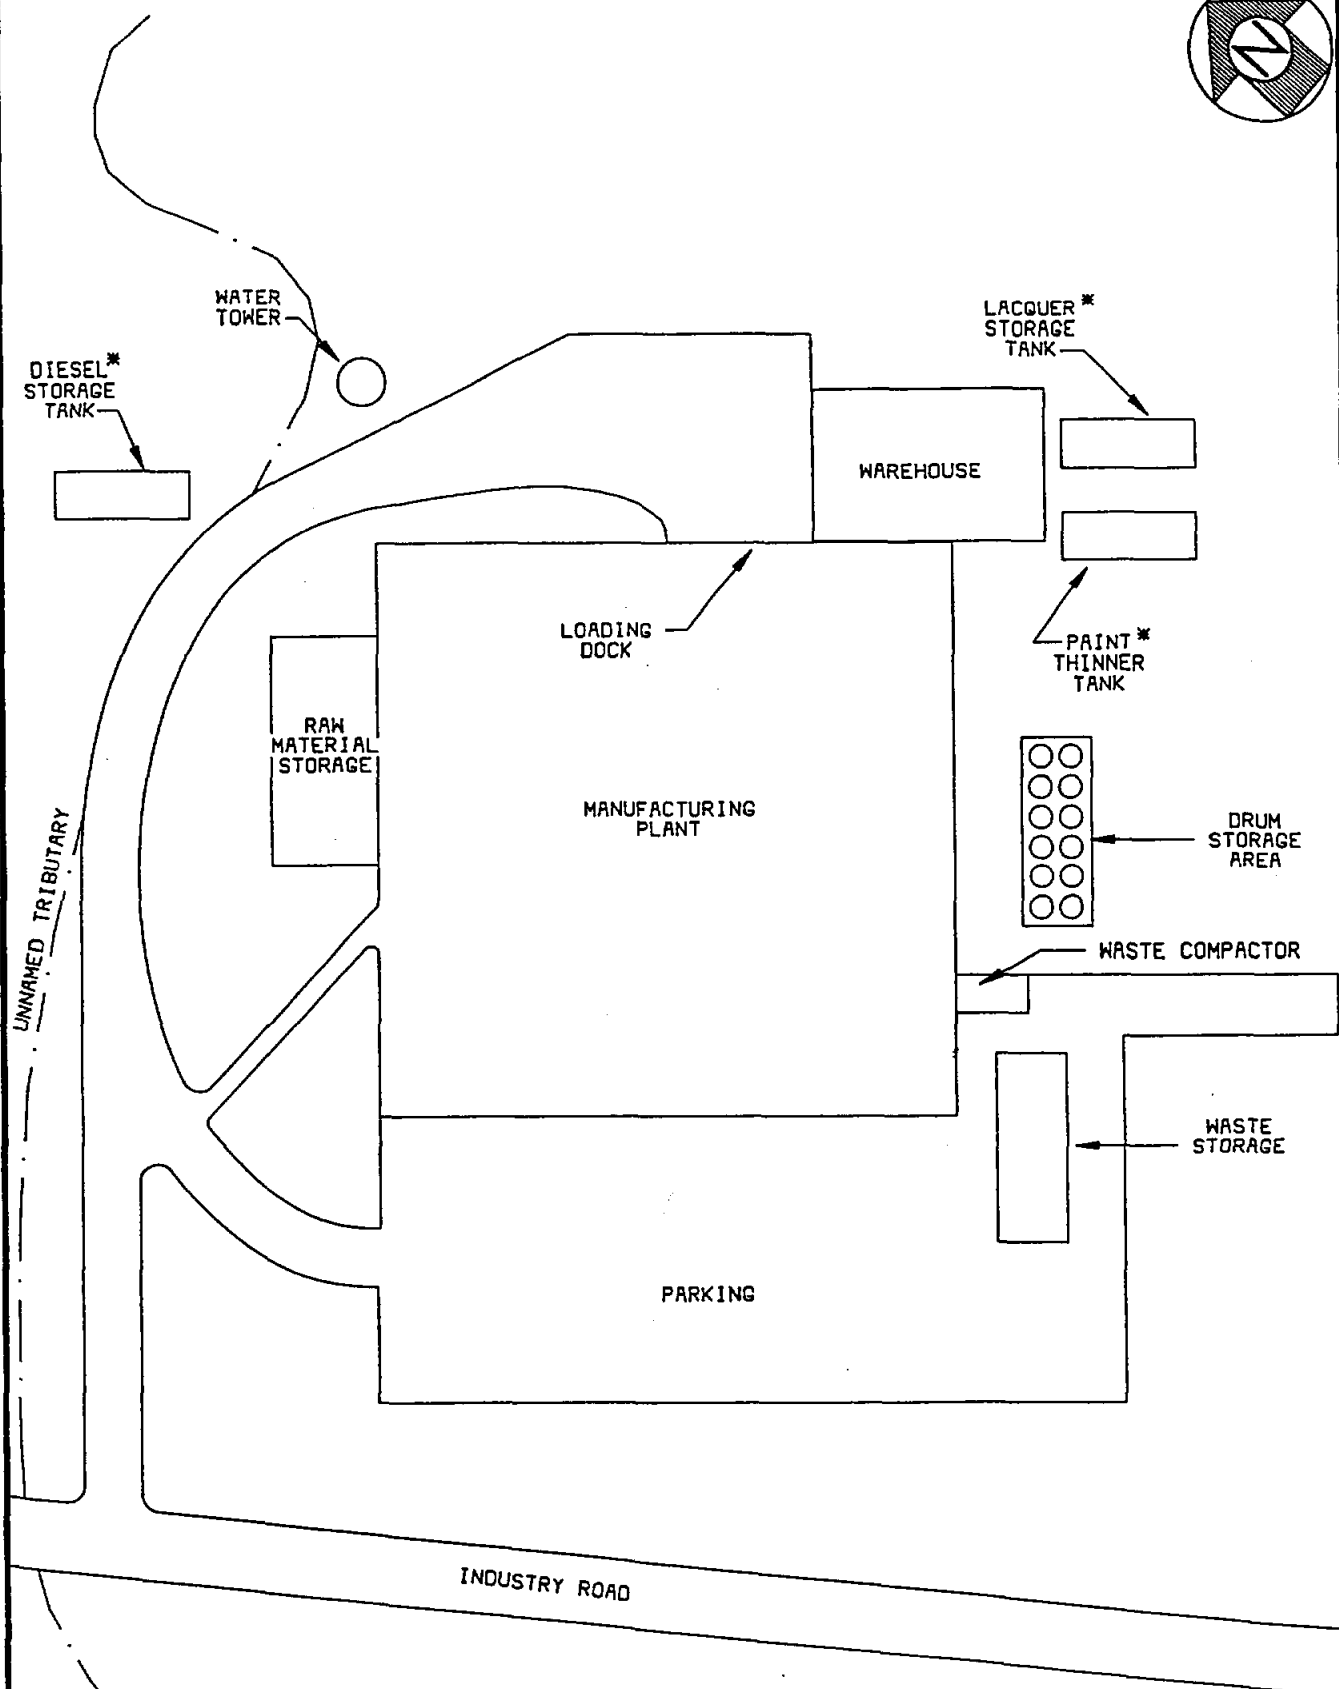 N
WATER
TOWER
LACQUER*
STORAGE
TANK
DIESEL*
STORAGE
TANK
WAREHOUSE
LOADING
DOCK
PAINT*
THINNER
TANK
RAW
MATERIAL
STORAGE
MANUFACTURING
PLANT
DRUM
STORAGE
AREA
UNNAMED TRIBUTARY
WASTE COMPACTOR
WASTE
STORAGE
PARKING
INDUSTRY ROAD